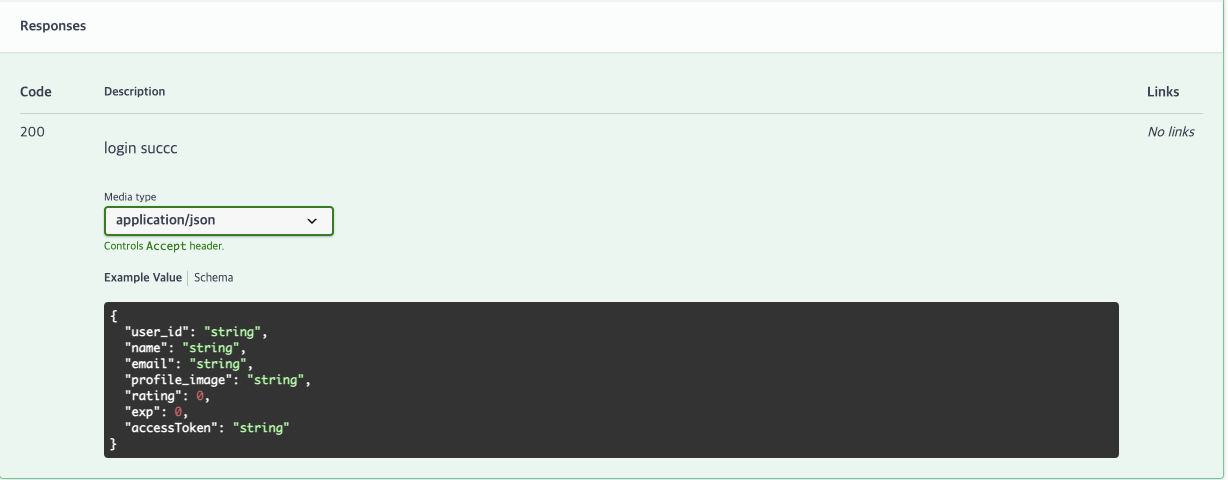 Responses
Code Description Links
200 No links
login succc
Media type
application/json
Controls Accept header.
Example Value Schema
{
"user_id": "string",
"name": "string",
"email": "string",
"profile_image": "string",
"rating": 0,
"exp": 0,
"accessToken": "string"
}